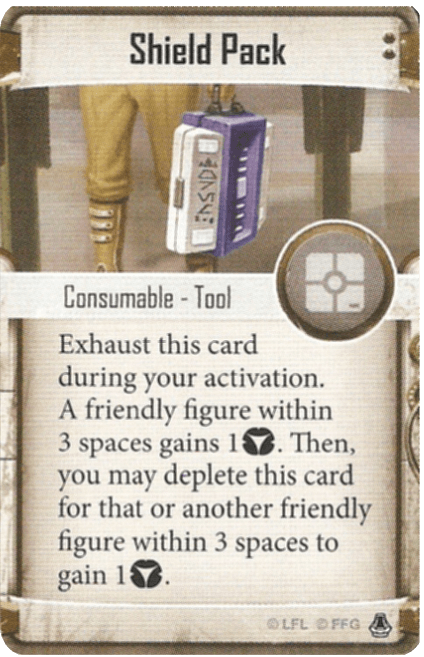 Shield Pack
Consumable - Tool
Exhaust this card
during your activation.
A friendly figure within
3 spaces gains 1. Then,
you may deplete this card
for that or another friendly
figure within 3 spaces to
gain 1.
© LFL © FFG